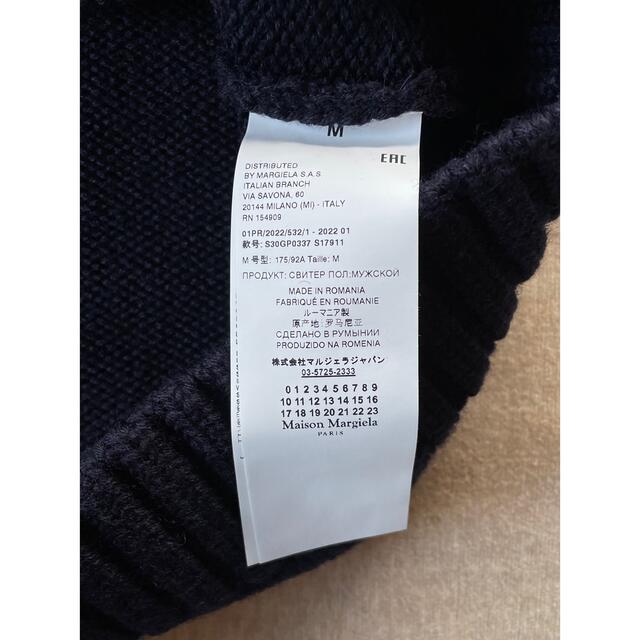 M
EAC
DISTRIBUTED
BY MARGIELA S.A.S
ITALIAN BRANCH
VIA SAVONA, 60
20144 MILANO (MI) - ITALY
RN 154909
01PR/2022/532/1 - 2022 01
款号: S30GP0337 S17911
M 号型: 175/92A Taille: M
ПРОДУКТ: СВИТЕР ПОЛ:МУЖСКОЙ
MADE IN ROMANIA
FABRIQUÉ EN ROUMANIE
ルーマニア製
原产地: 罗马尼亚
СДЕЛАНО В РУМЫНИИ
PRODUZIDO NA ROMENIA
株式会社マルジェラジャパン
03-5725-2333
0 1 2 3 4 5 6 7 8 9
10 11 12 13 14 15 16
17 18 19 20 21 22 23
Maison Margiela
PARIS